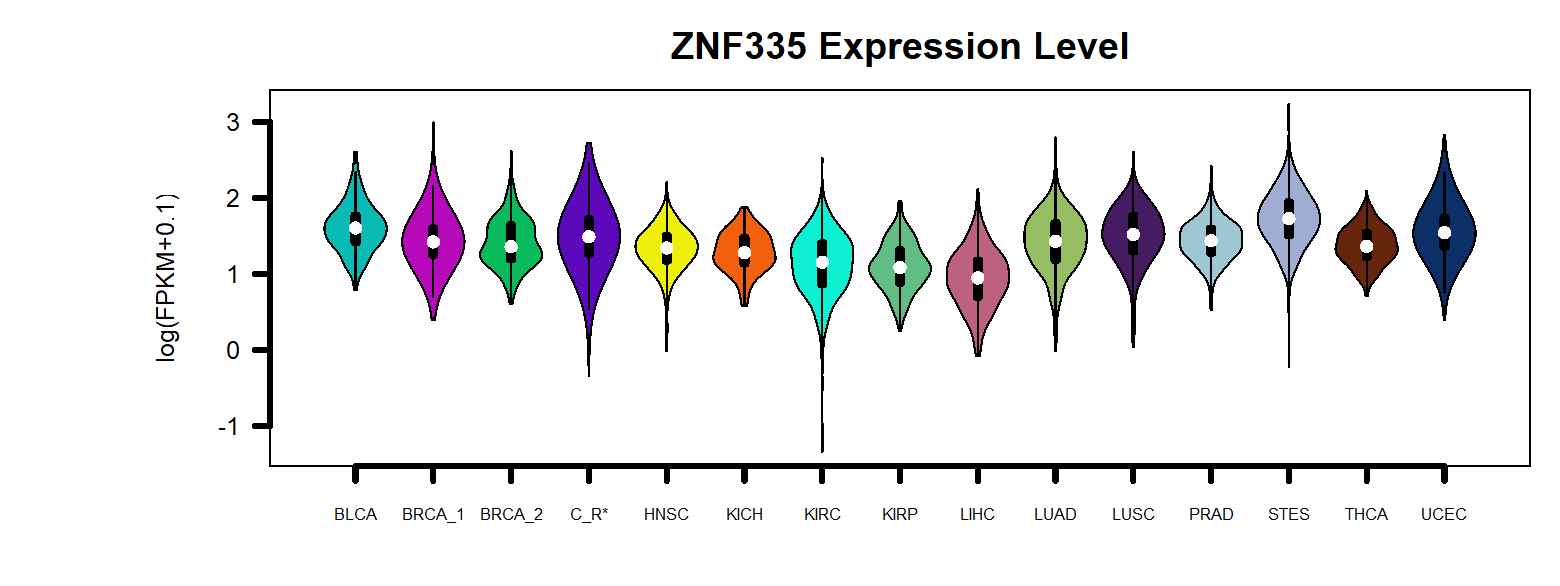 ZNF335 Expression Level
log(FPKM+0.1)
3
2
1
0
-1
BLCA BRCA_1 BRCA_2 C_R* HNSC KICH KIRC KIRP LIHC LUAD LUSC PRAD STES THCA UCEC